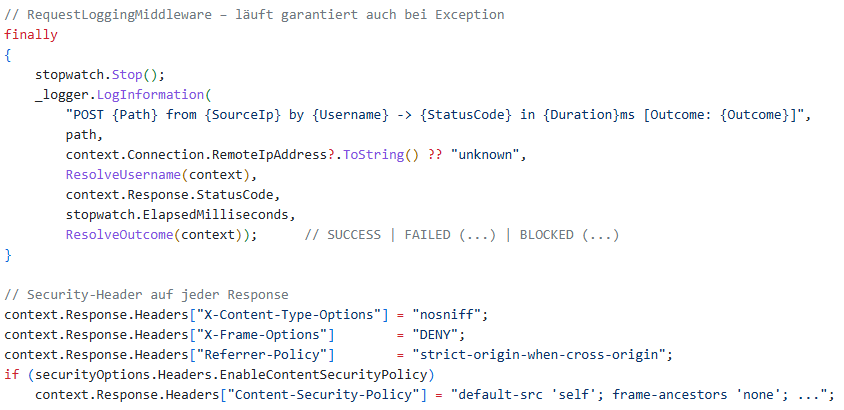 // RequestLoggingMiddleware – läuft garantiert auch bei Exception
finally
{
    stopwatch.Stop();
    _logger.LogInformation(
        "POST {Path} from {SourceIp} by {Username} -> {StatusCode} in {Duration}ms [Outcome: {Outcome}]",
        path,
        context.Connection.RemoteIpAddress?.ToString() ?? "unknown",
        ResolveUsername(context),
        context.Response.StatusCode,
        stopwatch.ElapsedMilliseconds,
        ResolveOutcome(context));      // SUCCESS | FAILED (...) | BLOCKED (...)
}

// Security-Header auf jeder Response
context.Response.Headers["X-Content-Type-Options"] = "nosniff";
context.Response.Headers["X-Frame-Options"]        = "DENY";
context.Response.Headers["Referrer-Policy"]        = "strict-origin-when-cross-origin";
if (securityOptions.Headers.EnableContentSecurityPolicy)
    context.Response.Headers["Content-Security-Policy"] = "default-src 'self'; frame-ancestors 'none'; ...";